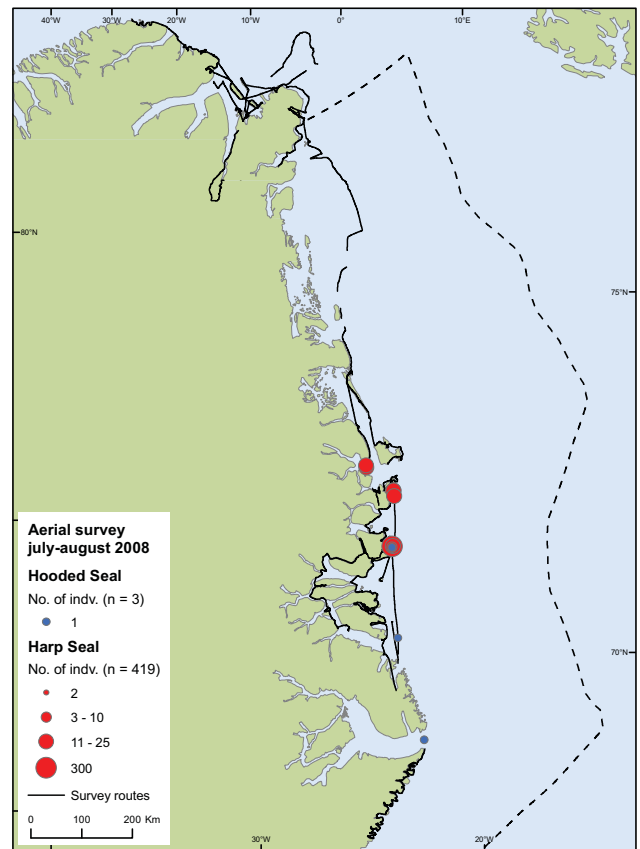 40°W 30°W 20°W 10°W 0° 10°E
80°N
75°N
Aerial survey
july-august 2008
Hooded Seal
No. of indv. (n = 3)
1
Harp Seal
No. of indv. (n = 419)
2
3 - 10
11 - 25
300
Survey routes
0 100 200 Km
70°N
30°W 20°W